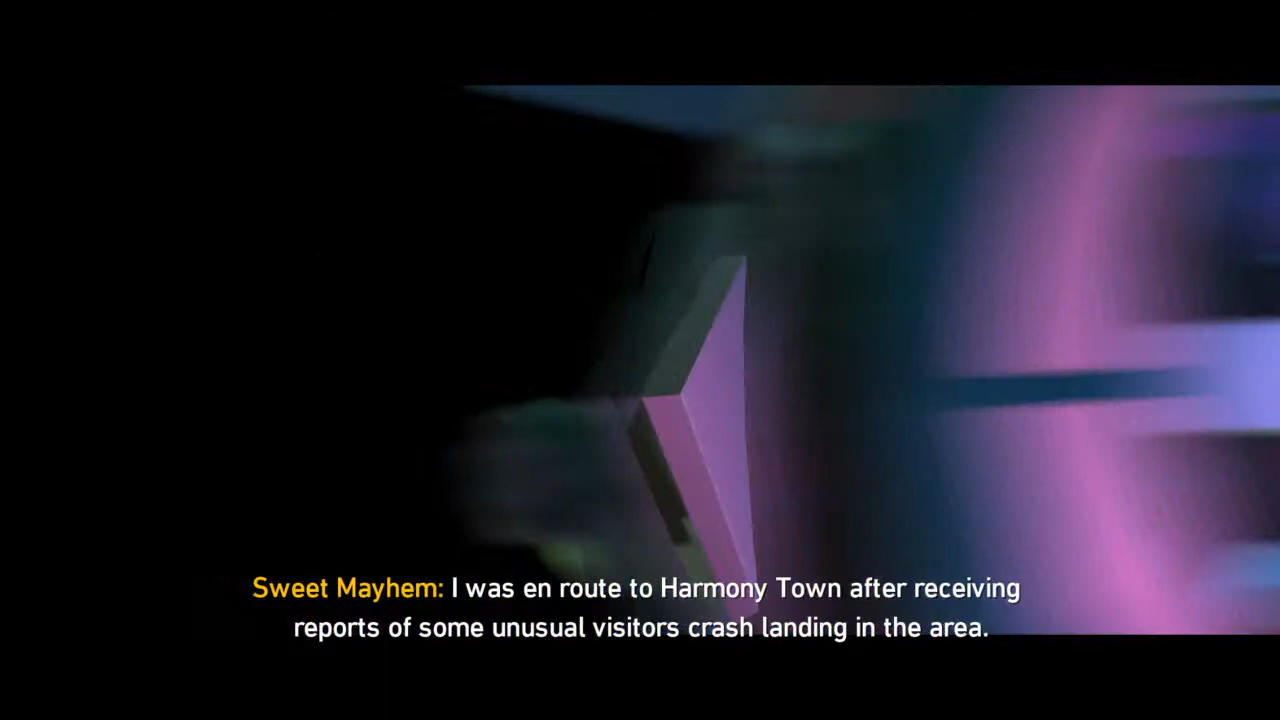 Sweet Mayhem: I was en route to Harmony Town after receiving
reports of some unusual visitors crash landing in the area.